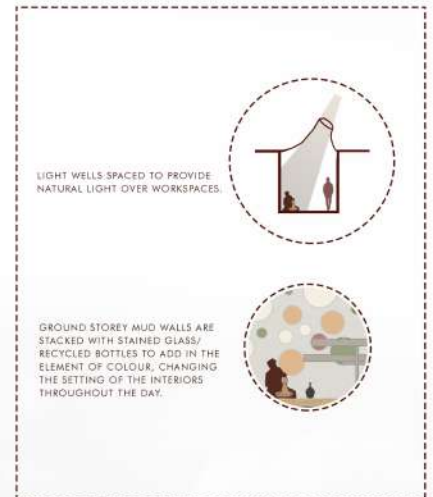 LIGHT WELLS SPACED TO PROVIDE
NATURAL LIGHT OVER WORKSPACES.
GROUND STOREY MUD WALLS ARE
STACKED WITH STAINED GLASS/
RECYCLED BOTTLES TO ADD IN THE
ELEMENT OF COLOUR, CHANGING
THE SETTING OF THE INTERIORS
THROUGHOUT THE DAY.